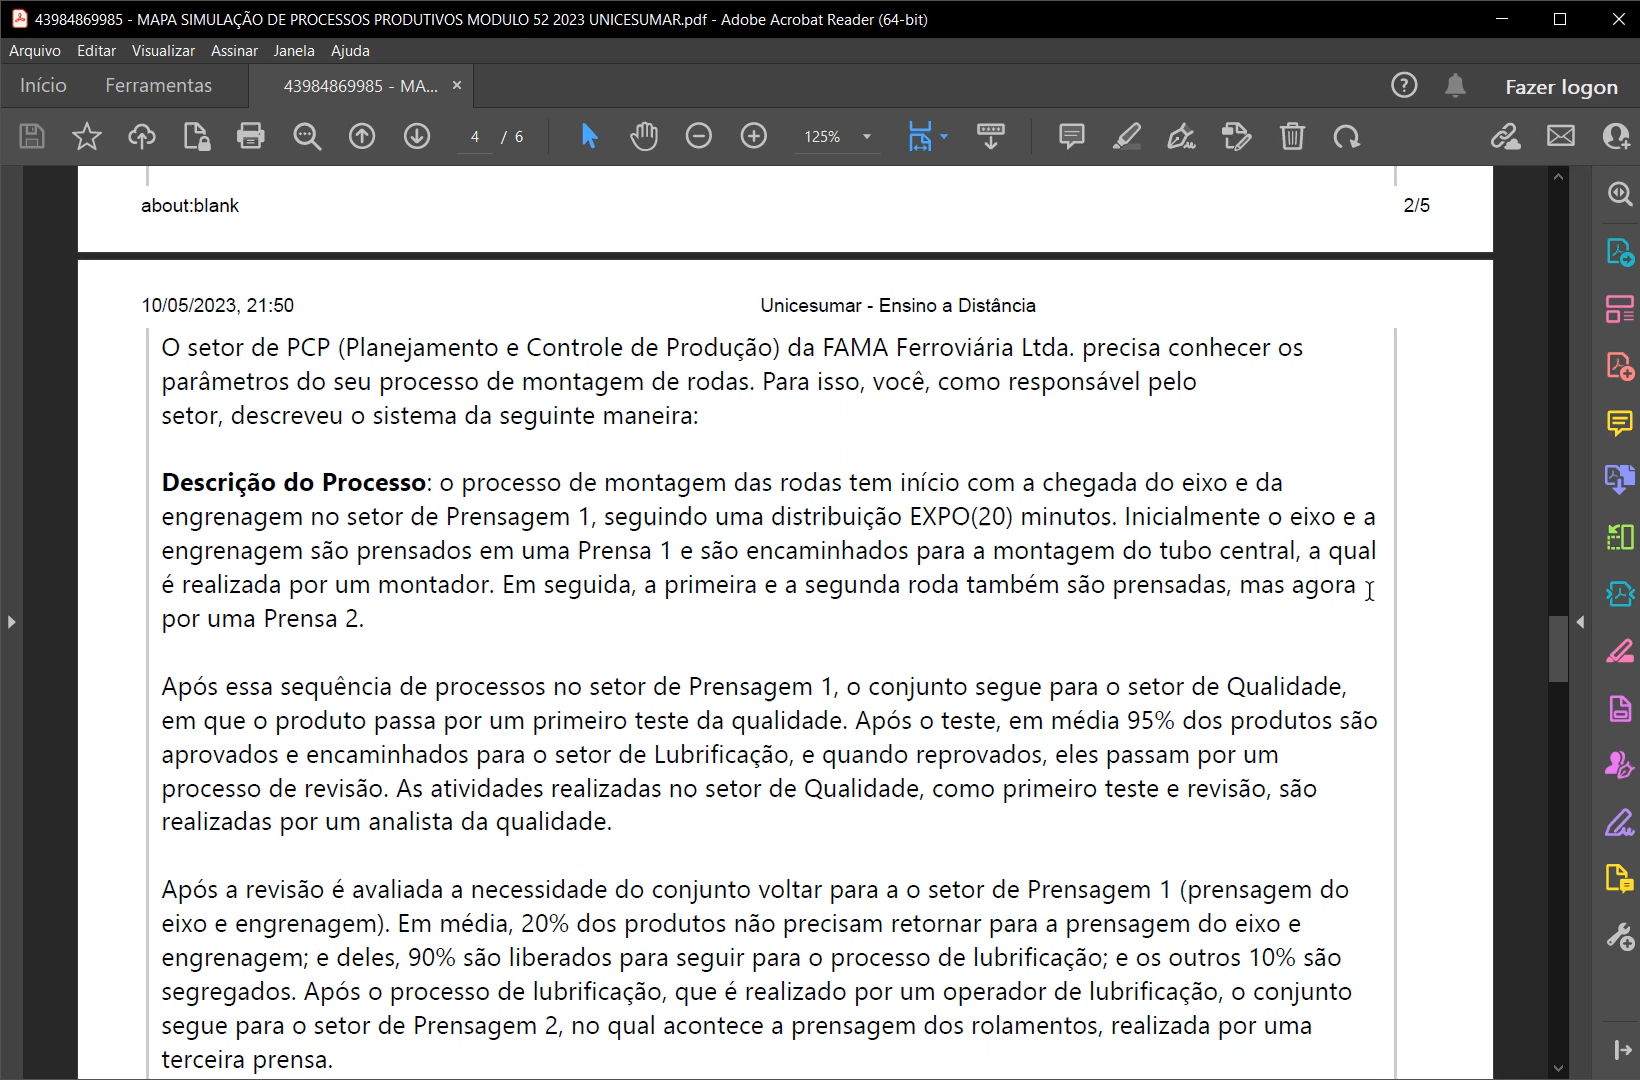 43984869985 - MAPA SIMULAÇÃO DE PROCESSOS PRODUTIVOS MODULO 52 2023 UNICESUMAR.pdf - Adobe Acrobat Reader (64-bit)
Arquivo Editar Visualizar Assinar Janela Ajuda
Início Ferramentas 43984869985 - MA... Fazer logon
4 / 6 125%
about:blank 2/5
10/05/2023, 21:50 Unicesumar - Ensino a Distância
O setor de PCP (Planejamento e Controle de Produção) da FAMA Ferroviária Ltda. precisa conhecer os
parâmetros do seu processo de montagem de rodas. Para isso, você, como responsável pelo
setor, descreveu o sistema da seguinte maneira:
Descrição do Processo: o processo de montagem das rodas tem início com a chegada do eixo e da
engrenagem no setor de Prensagem 1, seguindo uma distribuição EXPO(20) minutos. Inicialmente o eixo e a
engrenagem são prensados em uma Prensa 1 e são encaminhados para a montagem do tubo central, a qual
é realizada por um montador. Em seguida, a primeira e a segunda roda também são prensadas, mas agora
por uma Prensa 2.
Após essa sequência de processos no setor de Prensagem 1, o conjunto segue para o setor de Qualidade,
em que o produto passa por um primeiro teste da qualidade. Após o teste, em média 95% dos produtos são
aprovados e encaminhados para o setor de Lubrificação, e quando reprovados, eles passam por um
processo de revisão. As atividades realizadas no setor de Qualidade, como primeiro teste e revisão, são
realizadas por um analista da qualidade.
Após a revisão é avaliada a necessidade do conjunto voltar para a o setor de Prensagem 1 (prensagem do
eixo e engrenagem). Em média, 20% dos produtos não precisam retornar para a prensagem do eixo e
engrenagem; e deles, 90% são liberados para seguir para o processo de lubrificação; e os outros 10% são
segregados. Após o processo de lubrificação, que é realizado por um operador de lubrificação, o conjunto
segue para o setor de Prensagem 2, no qual acontece a prensagem dos rolamentos, realizada por uma
terceira prensa.